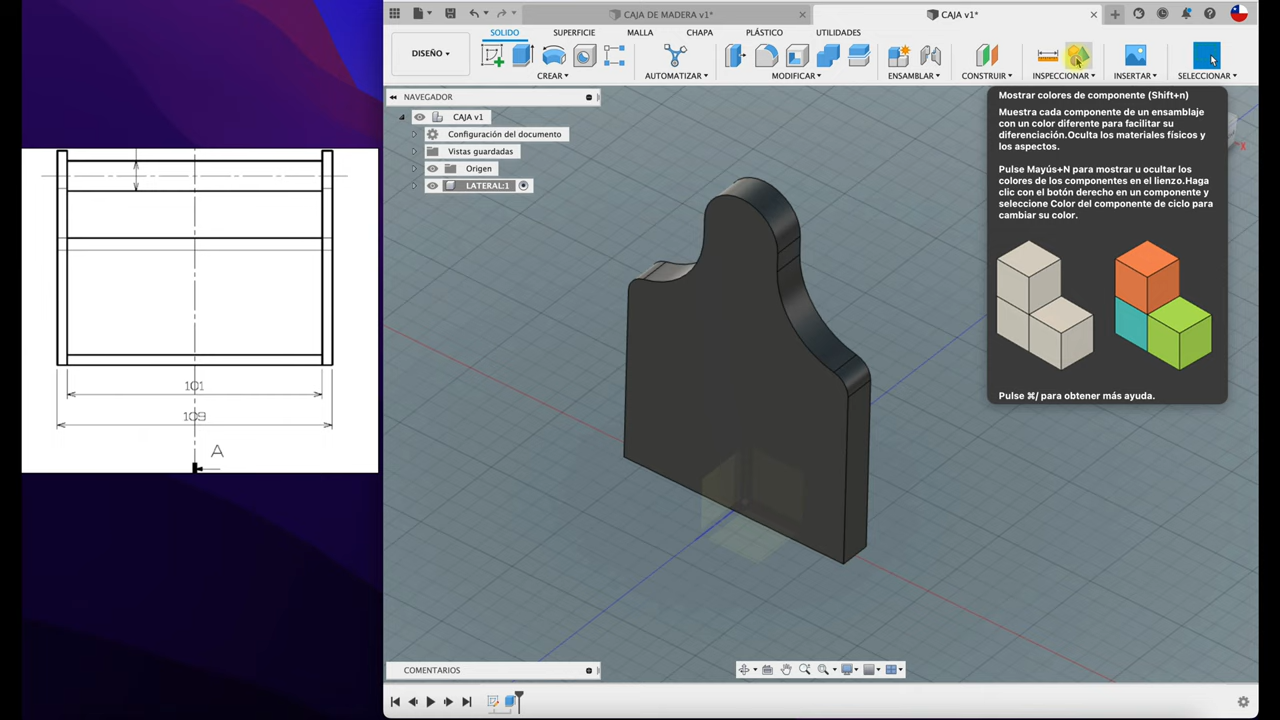 CAJA DE MADERA v1*
CAJA v1*
DISEÑO
SOLIDO
SUPERFICIE
MALLA
CHAPA
PLÁSTICO
UTILIDADES
CREAR
AUTOMATIZAR
MODIFICAR
ENSAMBLAR
CONSTRUIR
INSPECCIONAR
INSERTAR
SELECCIONAR
NAVEGADOR
CAJA v1
Configuración del documento
Vistas guardadas
Origen
LATERAL:1
Mostrar colores de componente (Shift+n)
Muestra cada componente de un ensamblaje
con un color diferente para facilitar su
diferenciación.Oculta los materiales físicos y
los aspectos.
Pulse Mayús+N para mostrar u ocultar los
colores de los componentes en el lienzo.Haga
clic con el botón derecho en un componente y
seleccione Color del componente de ciclo para
cambiar su color.
Pulse ⌘/ para obtener más ayuda.
X
101
109
A
COMENTARIOS